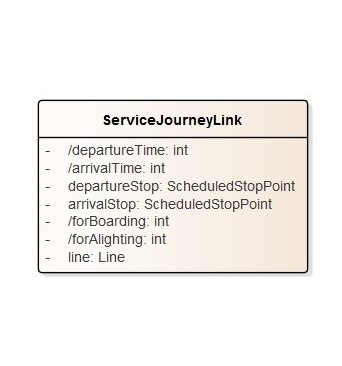 ServiceJourneyLink
- /departureTime: int
- /arrivalTime: int
- departureStop: ScheduledStopPoint
- arrivalStop: ScheduledStopPoint
- /forBoarding: int
- /forAlighting: int
- line: Line